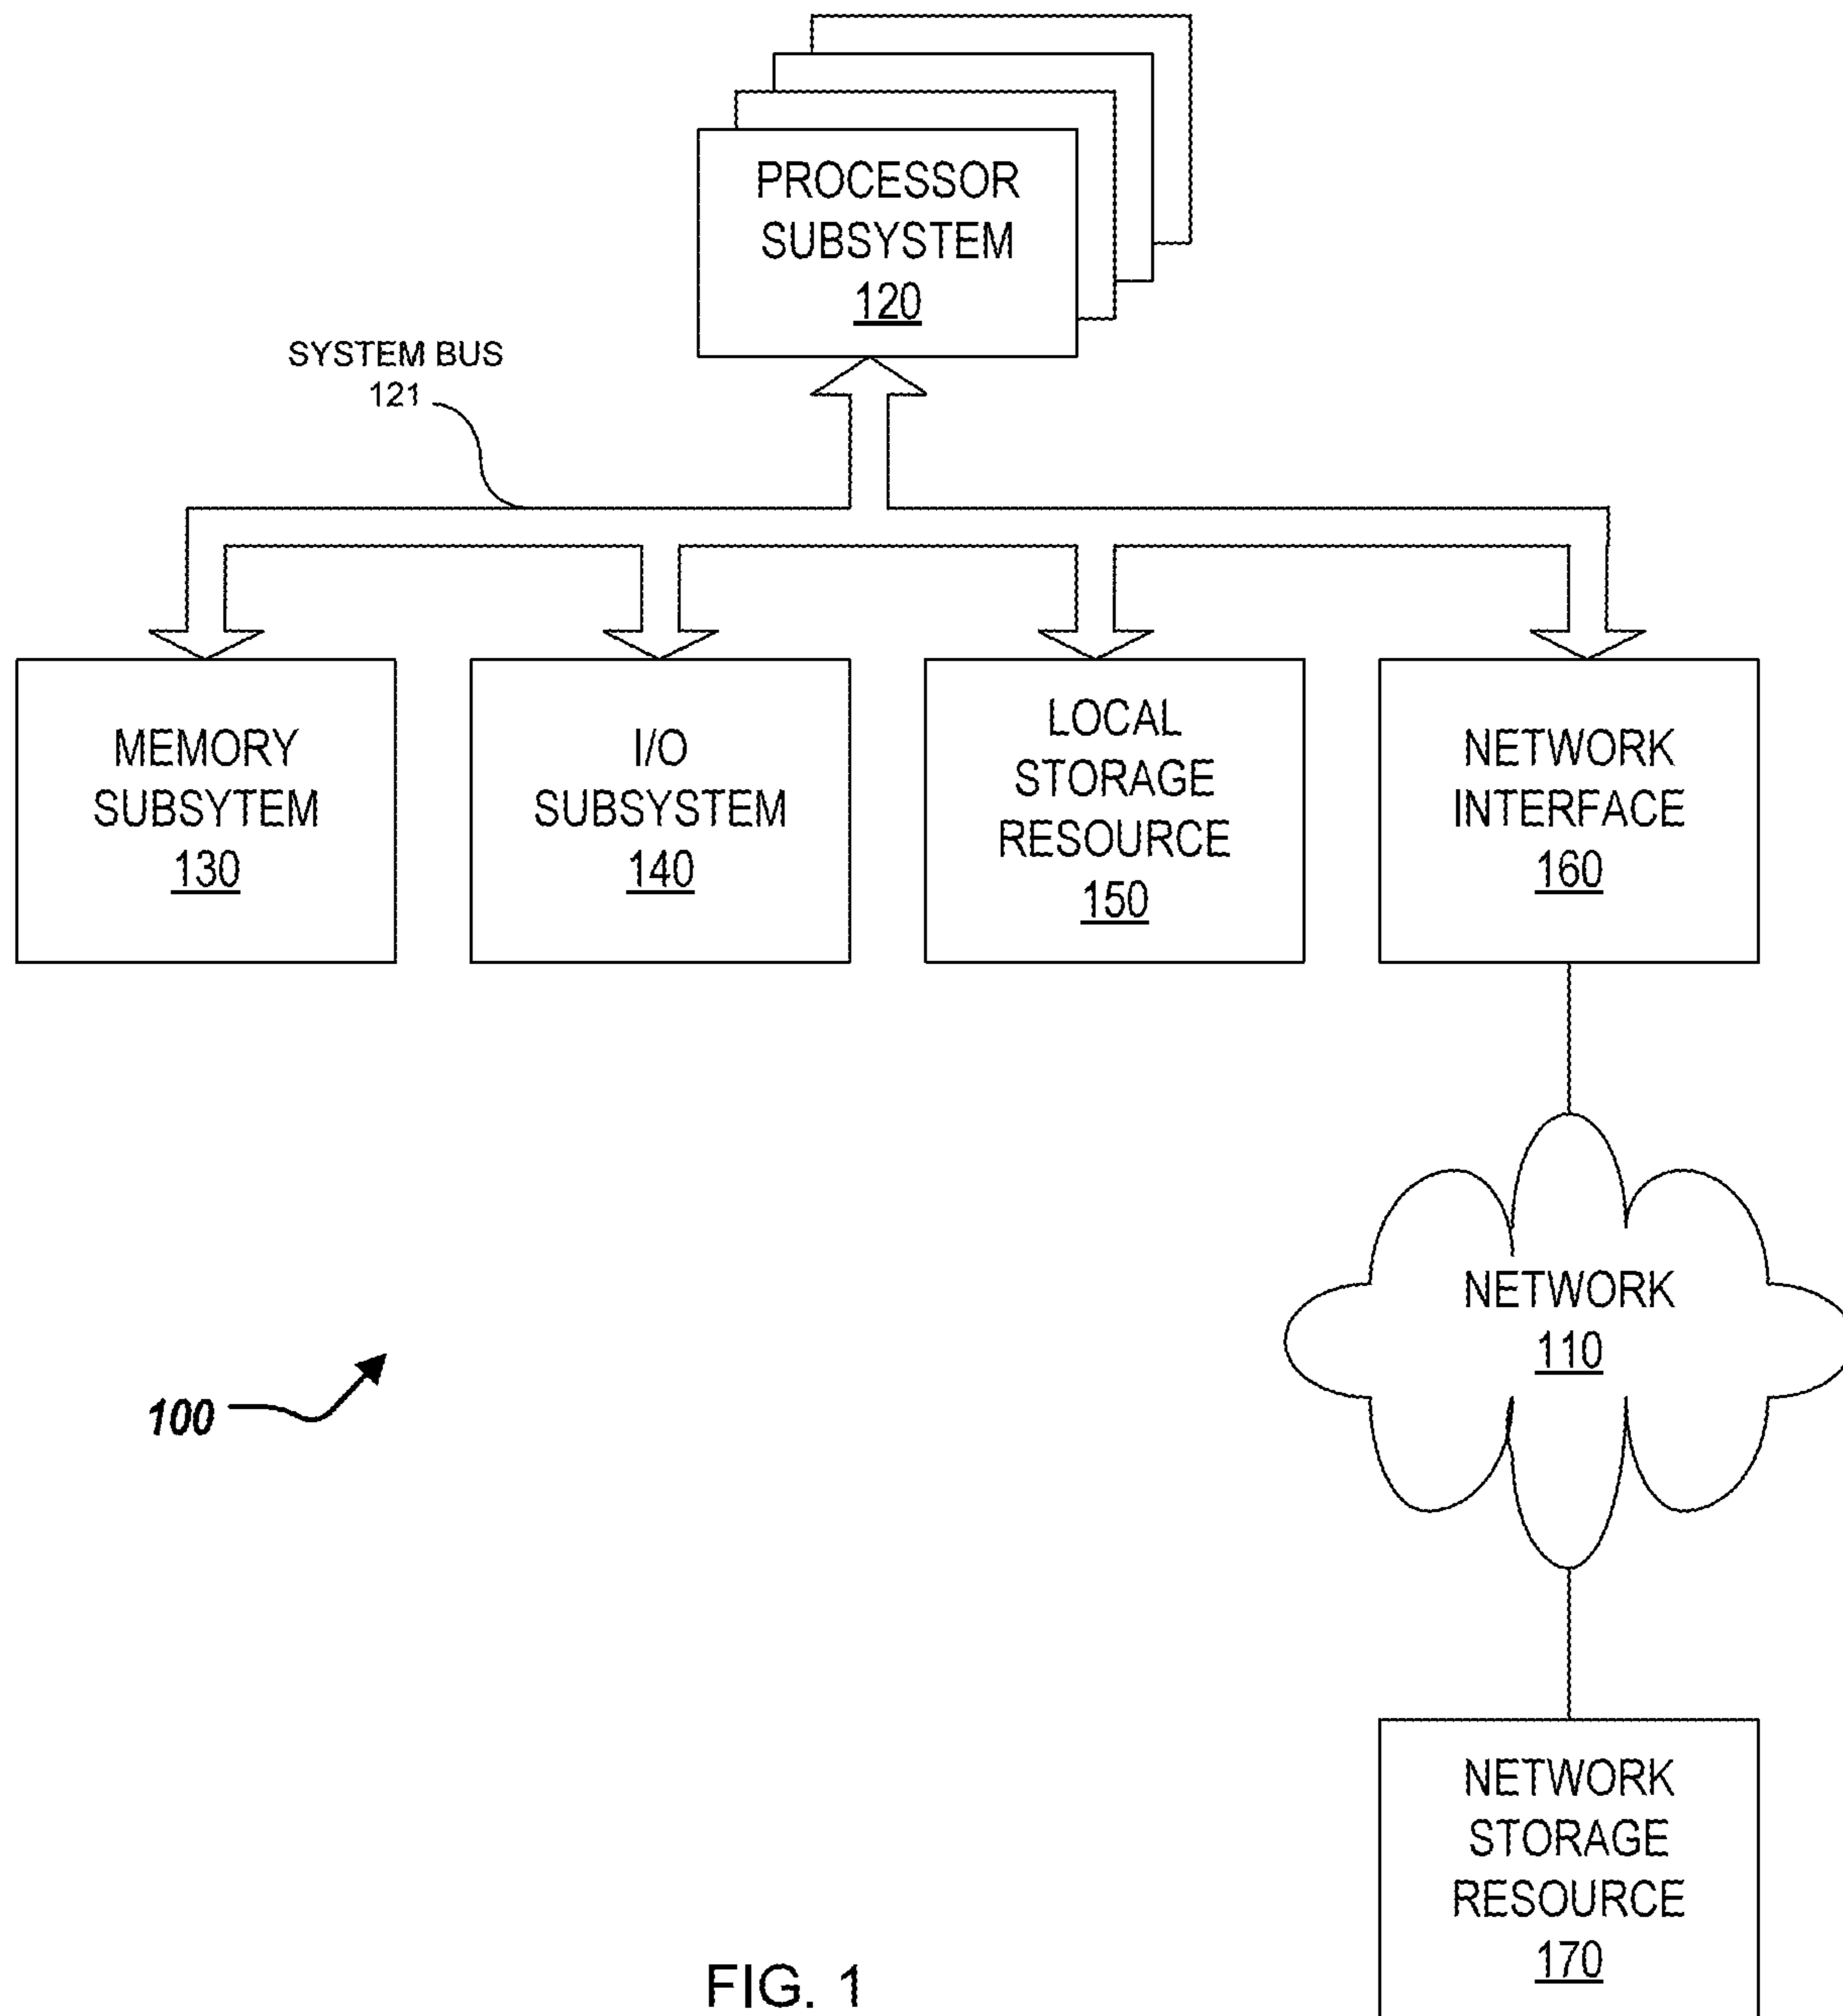 PROCESSOR
SUBSYSTEM
120
SYSTEM BUS
121
MEMORY
SUBSYTEM
130
I/O
SUBSYSTEM
140
LOCAL
STORAGE
RESOURCE
150
NETWORK
INTERFACE
160
NETWORK
110
100
NETWORK
STORAGE
RESOURCE
170
FIG. 1